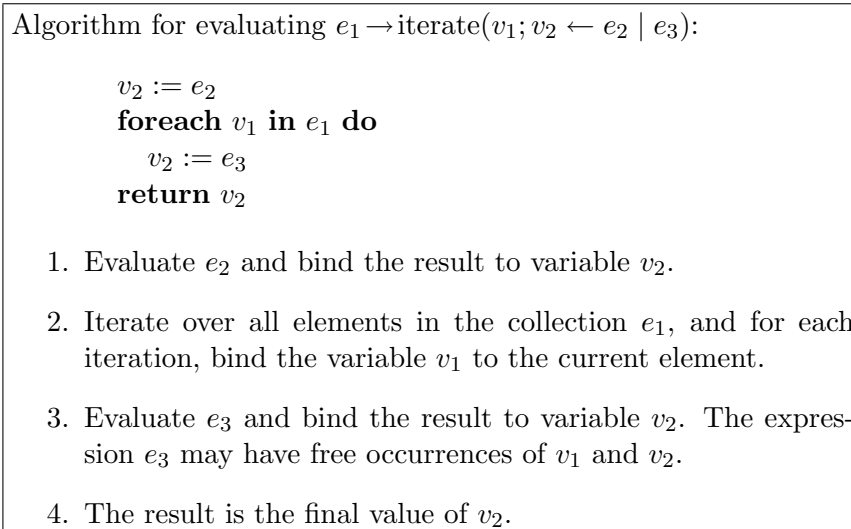 Algorithm for evaluating e₁→iterate(v₁; v₂ ← e₂ | e₃):
v₂ := e₂
foreach v₁ in e₁ do
v₂ := e₃
return v₂
1. Evaluate e₂ and bind the result to variable v₂.
2. Iterate over all elements in the collection e₁, and for each
iteration, bind the variable v₁ to the current element.
3. Evaluate e₃ and bind the result to variable v₂. The expres-
sion e₃ may have free occurrences of v₁ and v₂.
4. The result is the final value of v₂.